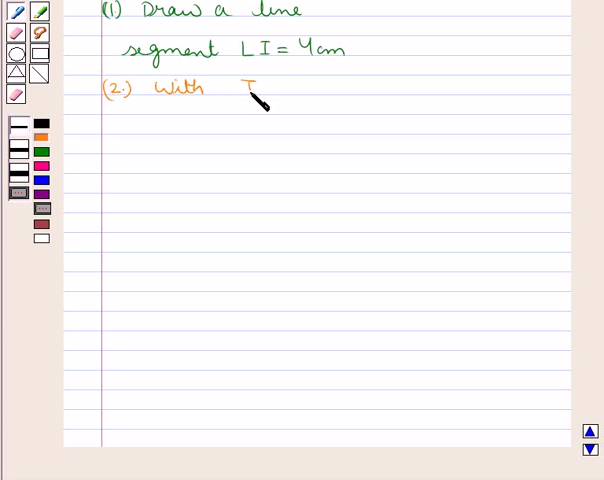 (1) Draw a line
segment LI = 4cm
(2.) With I